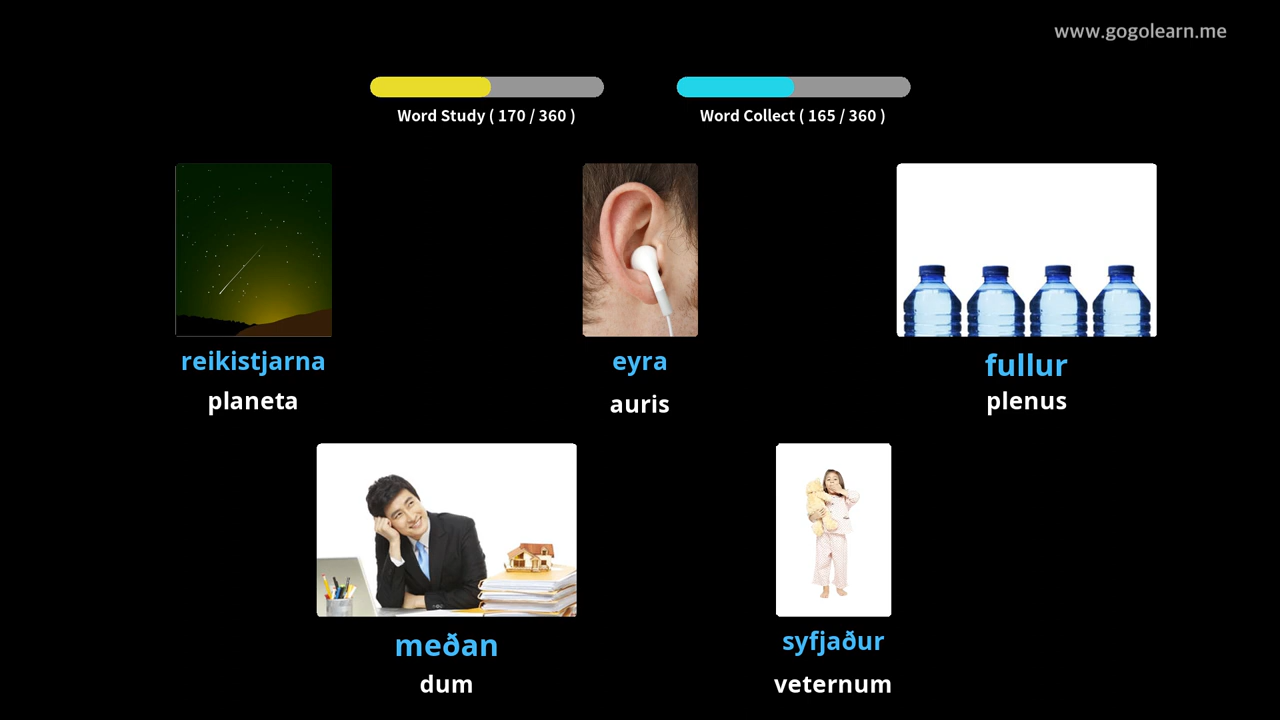 www.gogolearn.me
Word Study ( 170 / 360 )
Word Collect ( 165 / 360 )
reikistjarna
planeta
eyra
auris
fullur
plenus
meðan
dum
syfjaður
veternum